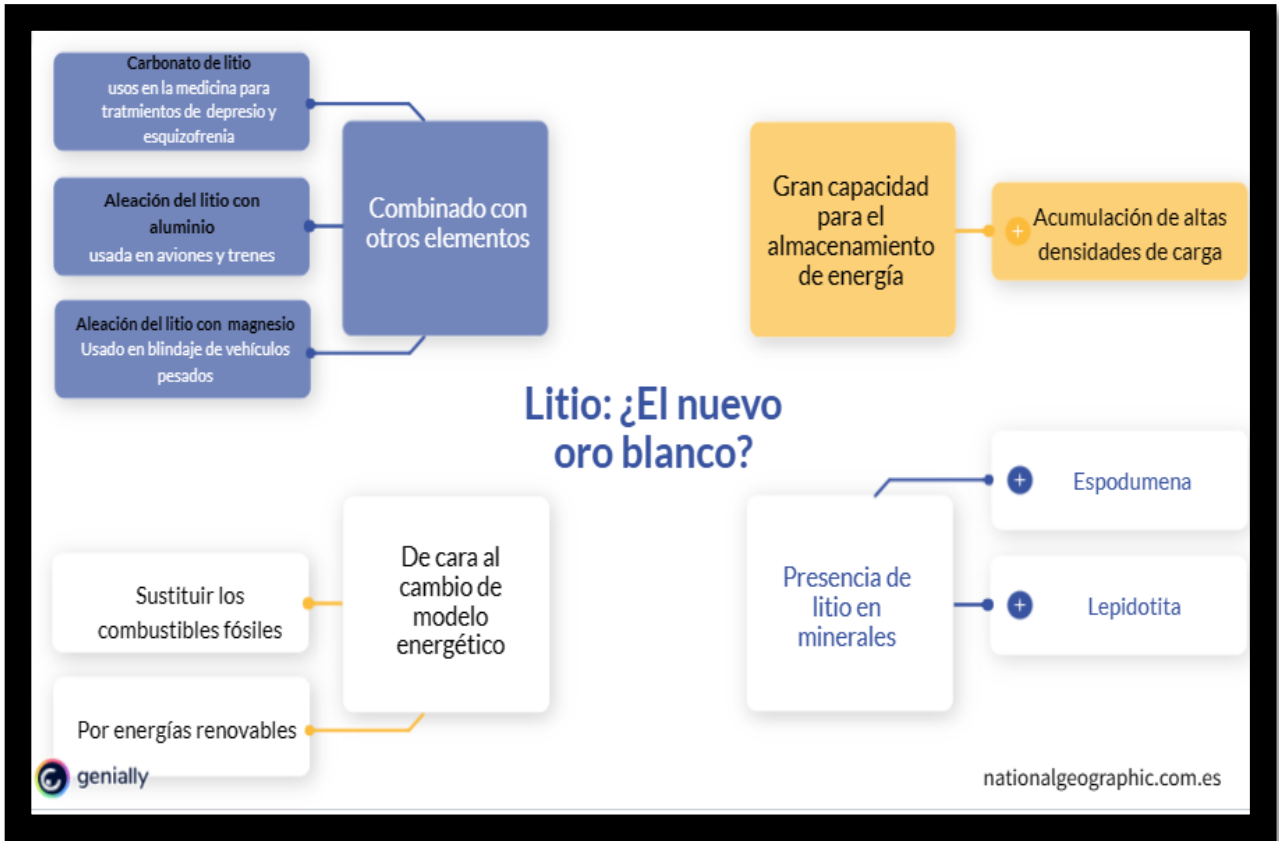 Carbonato de litio
usos en la medicina para
tratmientos de depresio y
esquizofrenia
Aleación del litio con
aluminio
usada en aviones y trenes
Aleación del litio con magnesio
Usado en blindaje de vehículos
pesados
Combinado con
otros elementos
Gran capacidad
para el
almacenamiento
de energía
Acumulación de altas
densidades de carga
Litio: ¿El nuevo
oro blanco?
Sustituir los
combustibles fósiles
Por energías renovables
De cara al
cambio de
modelo
energético
Presencia de
litio en
minerales
Espodumena
Lepidotita
genially
nationalgeographic.com.es